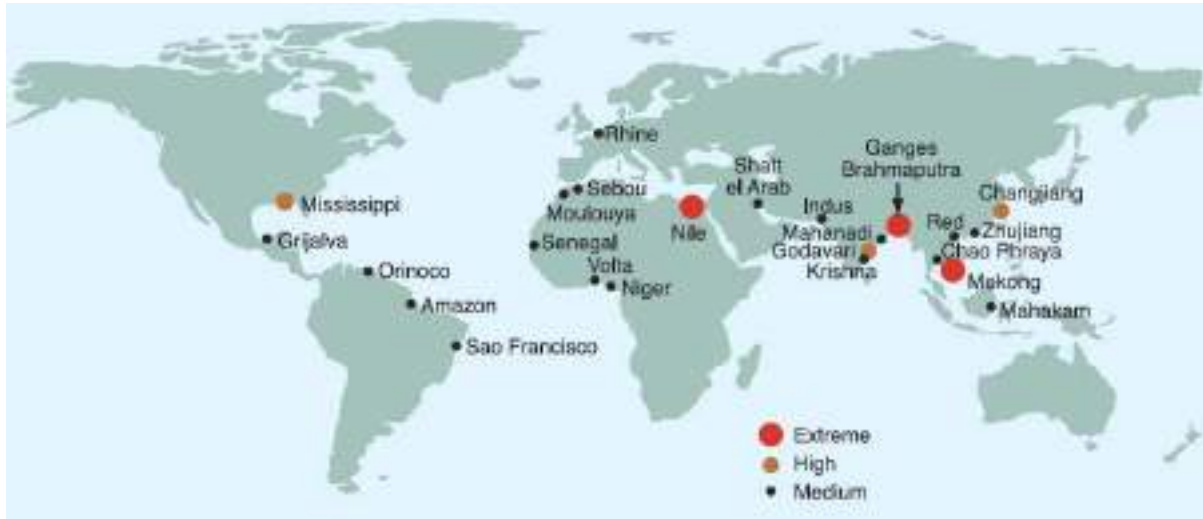 Rhine
Ganges
Brahmaputra
Shatt
el Arab
Sebou
Moulouya
Changjiang
Mississippi
Indus
Nile
Red
Zhujiang
Mahanadi
Grijalva
Senegal
Godavari
Chao Phraya
Krishna
Volta
Orinoco
Niger
Mekong
Amazon
Mahakam
Sao Francisco
Extreme
High
Medium